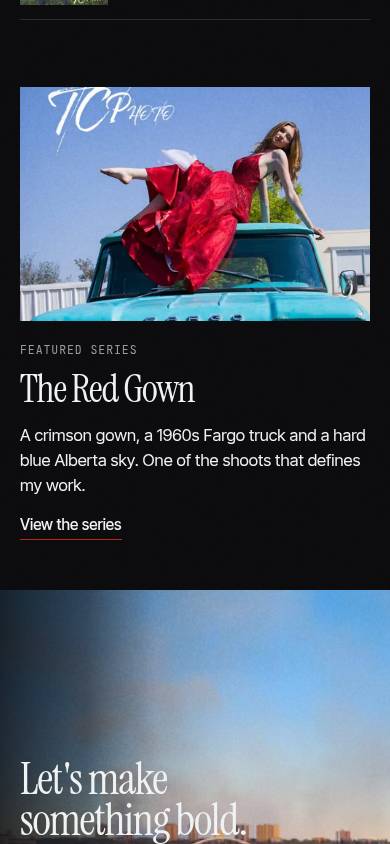 TCPHOTO
FEATURED SERIES
The Red Gown
A crimson gown, a 1960s Fargo truck and a hard
blue Alberta sky. One of the shoots that defines
my work.
View the series
Let's make
something bold.